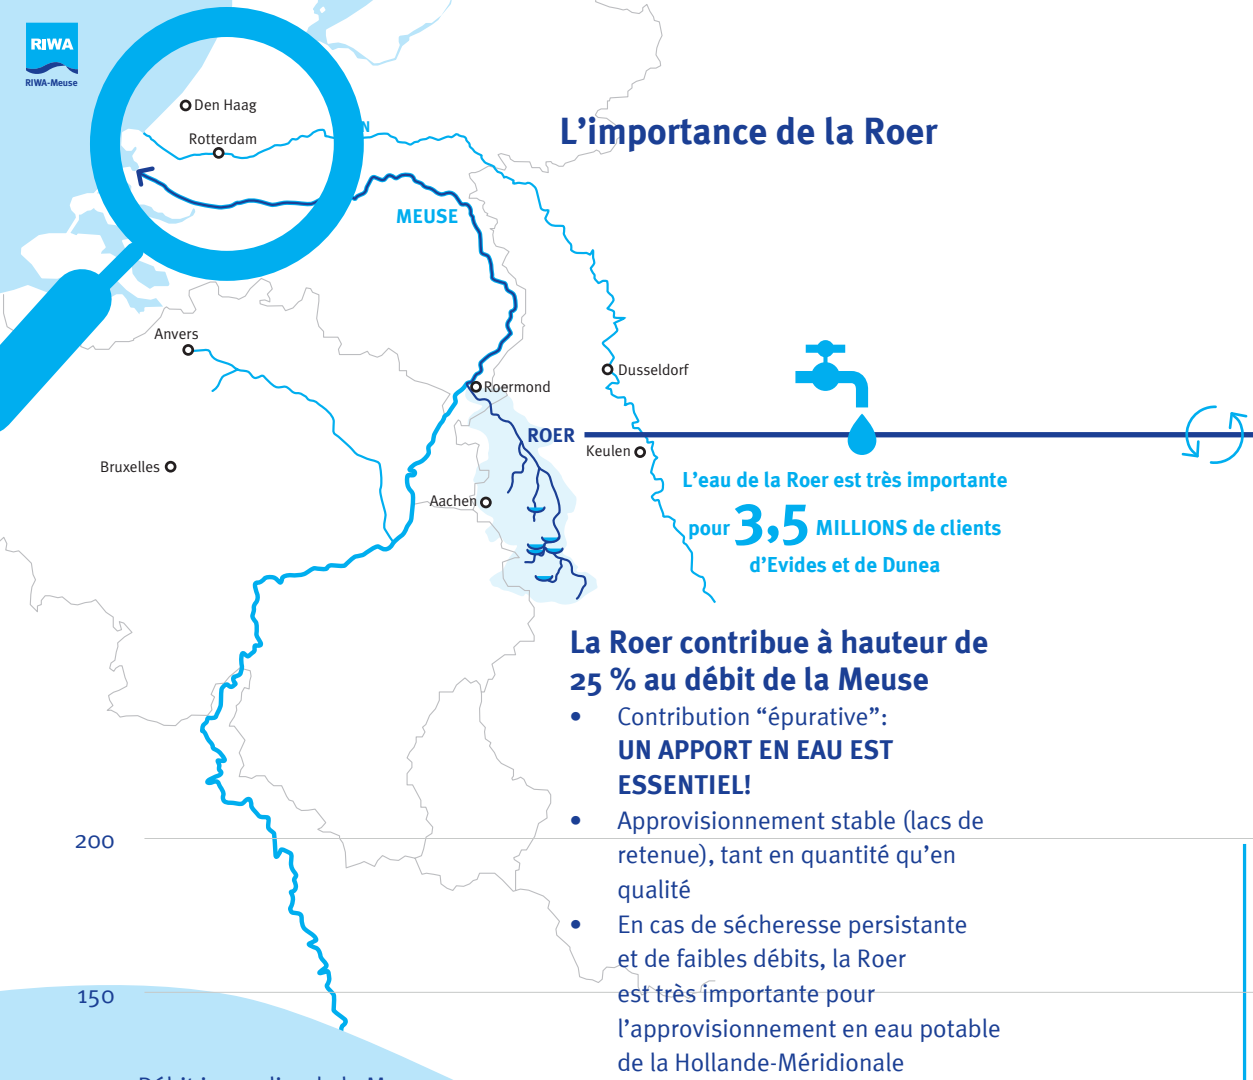 RIWA
RIWA-Meuse
Den Haag
Rotterdam
L’importance de la Roer
MEUSE
Anvers
Dusseldorf
Roermond
ROER
Keulen
Bruxelles
Aachen
L’eau de la Roer est très importante
pour 3,5 MILLIONS de clients
d’Evides et de Dunea
La Roer contribue à hauteur de
25 % au débit de la Meuse
• Contribution “épurative”:
UN APPORT EN EAU EST
ESSENTIEL!
• Approvisionnement stable (lacs de
retenue), tant en quantité qu’en
qualité
• En cas de sécheresse persistante
et de faibles débits, la Roer
est très importante pour
l’approvisionnement en eau potable
de la Hollande-Méridionale
200
150